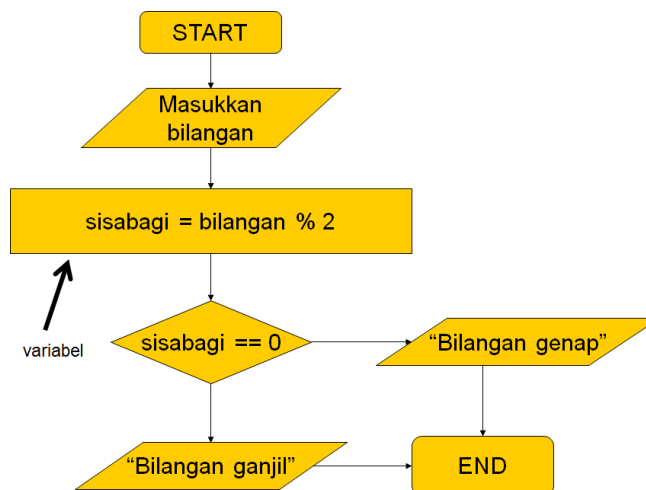 START
Masukkan
bilangan
sisabagi = bilangan % 2
variabel
sisabagi == 0
“Bilangan genap”
“Bilangan ganjil”
END